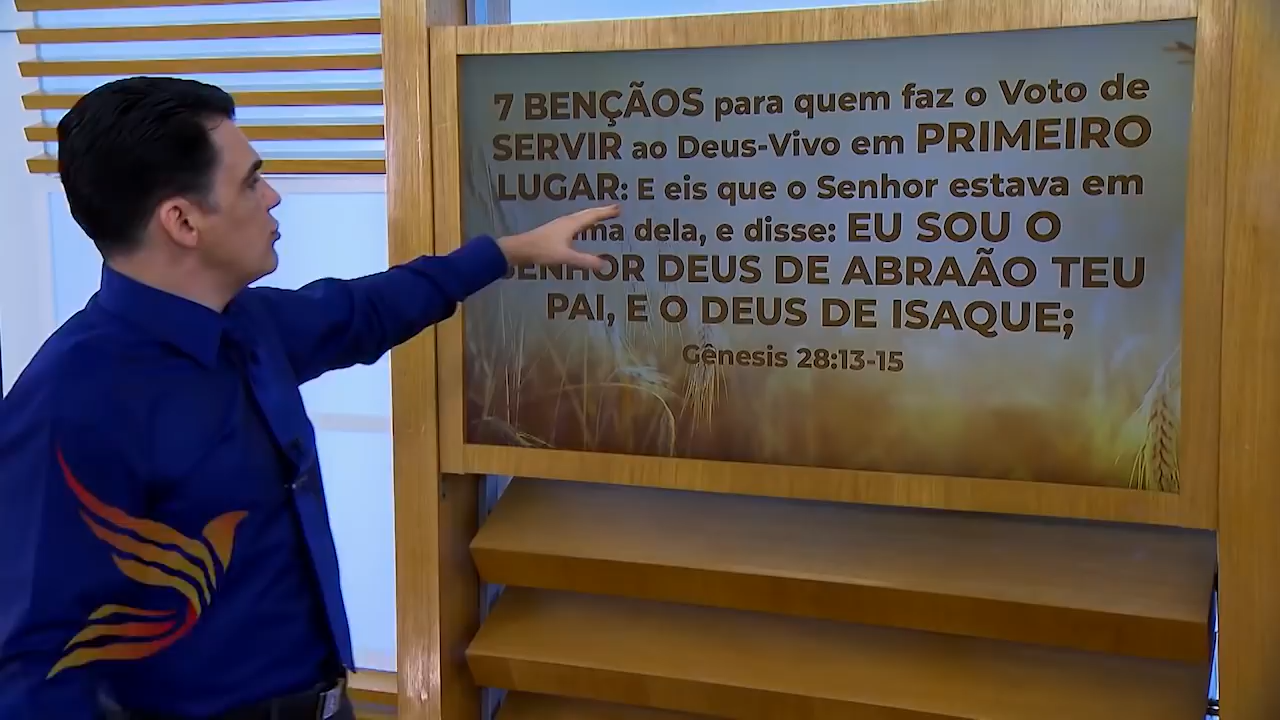 7 BENÇÃOS para quem faz o Voto de
SERVIR ao Deus-Vivo em PRIMEIRO
LUGAR: E eis que o Senhor estava em
dela, e disse: EU SOU O
SENHOR DEUS DE ABRAÃO TEU
PAI, E O DEUS DE ISAQUE;
Gênesis 28:13-15